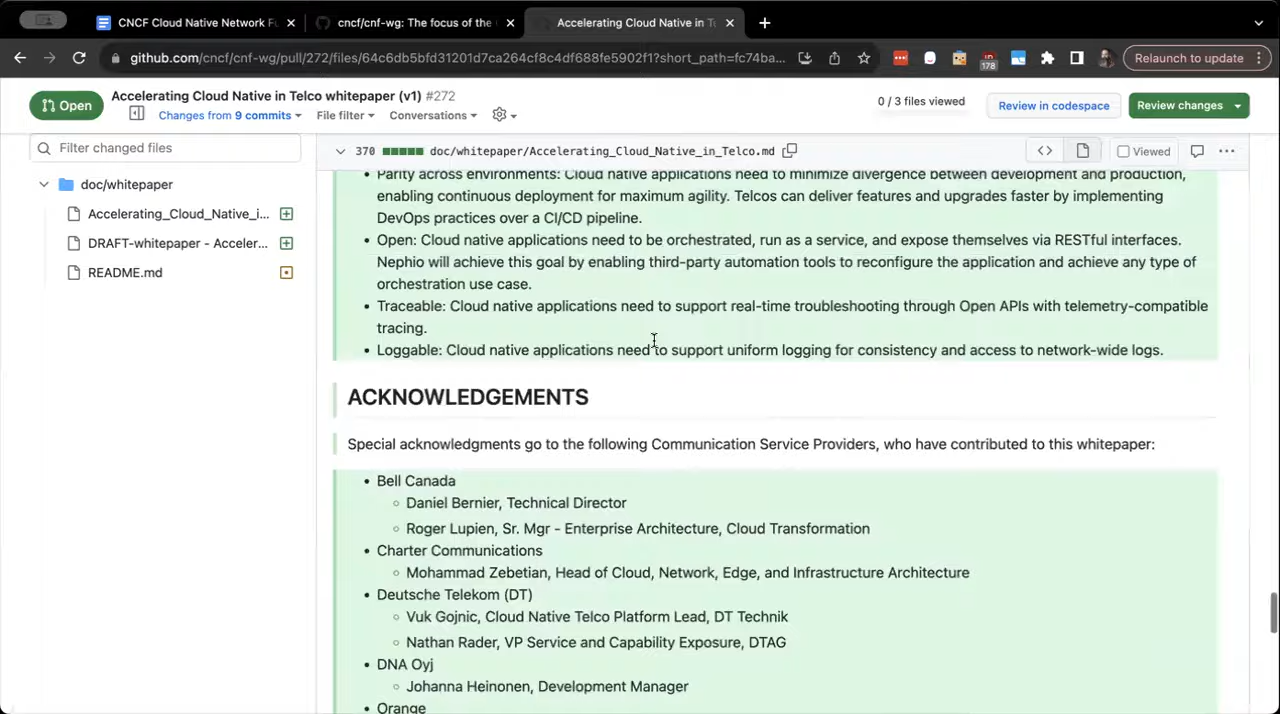 CNCF Cloud Native Network F
cncf/cnf-wg: The focus of the
Accelerating Cloud Native in T
github.com/cncf/cnf-wg/pull/272/files/64c6db5bfd31201d7ca264cf8c4df688fe5902f1?short_path=fc74ba...
178
Relaunch to update
Open
Accelerating Cloud Native in Telco whitepaper (v1) #272
Changes from 9 commits
File filter
Conversations
0 / 3 files viewed
Review in codespace
Review changes
Filter changed files
370
doc/whitepaper/Accelerating_Cloud_Native_in_Telco.md
Viewed
doc/whitepaper
Accelerating_Cloud_Native_i...
DRAFT-whitepaper - Acceler...
README.md
• Parity across environments: Cloud native applications need to minimize divergence between development and production,
enabling continuous deployment for maximum agility. Telcos can deliver features and upgrades faster by implementing
DevOps practices over a CI/CD pipeline.
• Open: Cloud native applications need to be orchestrated, run as a service, and expose themselves via RESTful interfaces.
Nephio will achieve this goal by enabling third-party automation tools to reconfigure the application and achieve any type of
orchestration use case.
• Traceable: Cloud native applications need to support real-time troubleshooting through Open APIs with telemetry-compatible
tracing.
• Loggable: Cloud native applications need to support uniform logging for consistency and access to network-wide logs.
ACKNOWLEDGEMENTS
Special acknowledgments go to the following Communication Service Providers, who have contributed to this whitepaper:
• Bell Canada
◦ Daniel Bernier, Technical Director
◦ Roger Lupien, Sr. Mgr - Enterprise Architecture, Cloud Transformation
• Charter Communications
◦ Mohammad Zebetian, Head of Cloud, Network, Edge, and Infrastructure Architecture
• Deutsche Telekom (DT)
◦ Vuk Gojnic, Cloud Native Telco Platform Lead, DT Technik
◦ Nathan Rader, VP Service and Capability Exposure, DTAG
• DNA Oyj
◦ Johanna Heinonen, Development Manager
• Orange